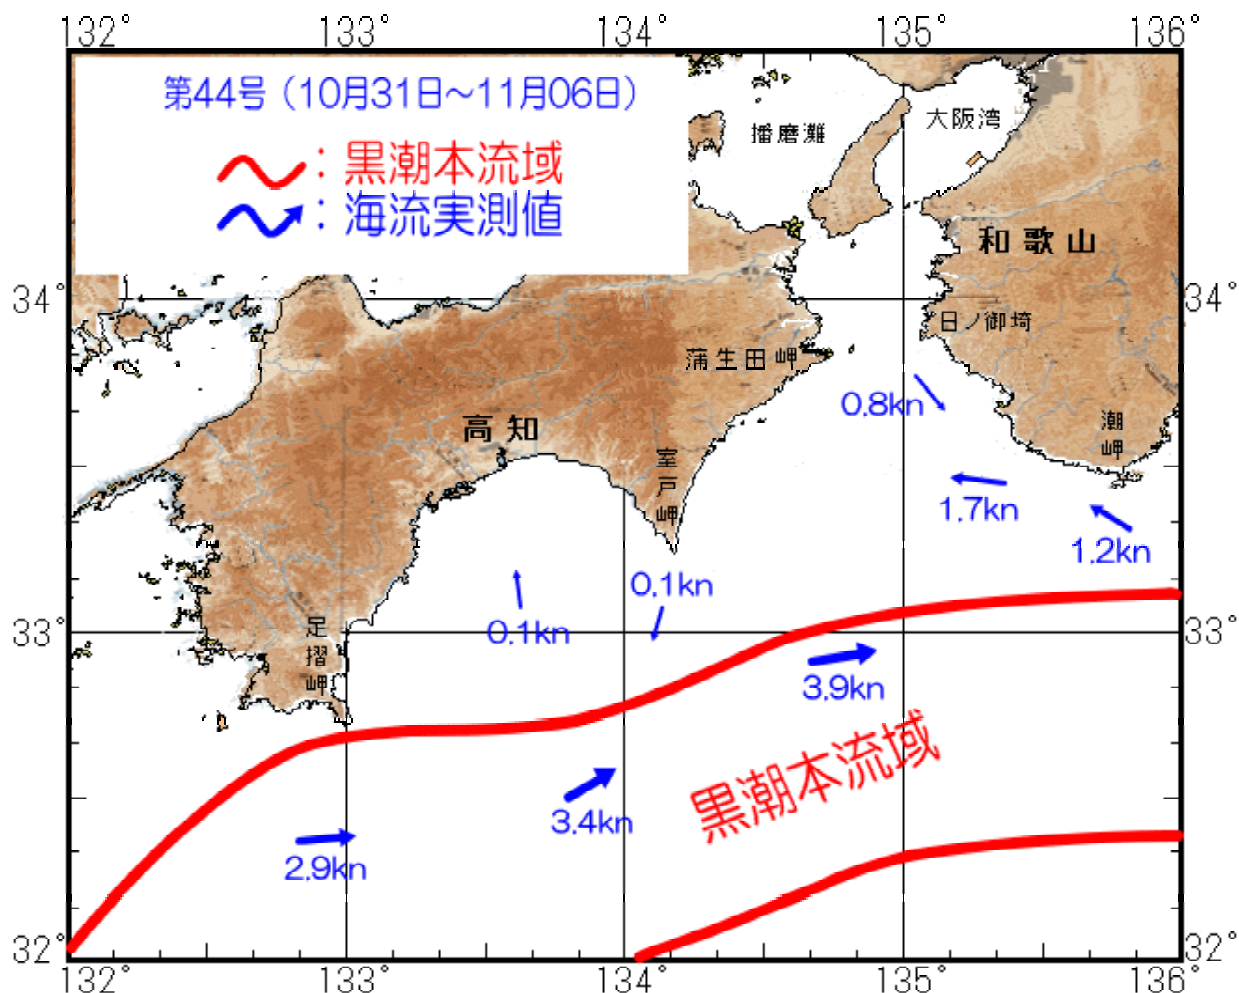 132° 133° 134° 135° 136°
第44号（10月31日～11月06日）
：黒潮本流域
：海流実測値
播磨灘
大阪湾
和歌山
34° 34°
日ノ御埼
蒲生田岬
0.8kn
高知
潮岬
室戸岬
1.7kn
1.2kn
0.1kn
0.1kn
33° 33°
足摺岬
3.9kn
黒潮本流域
3.4kn
2.9kn
32° 32°
132° 133° 134° 135° 136°